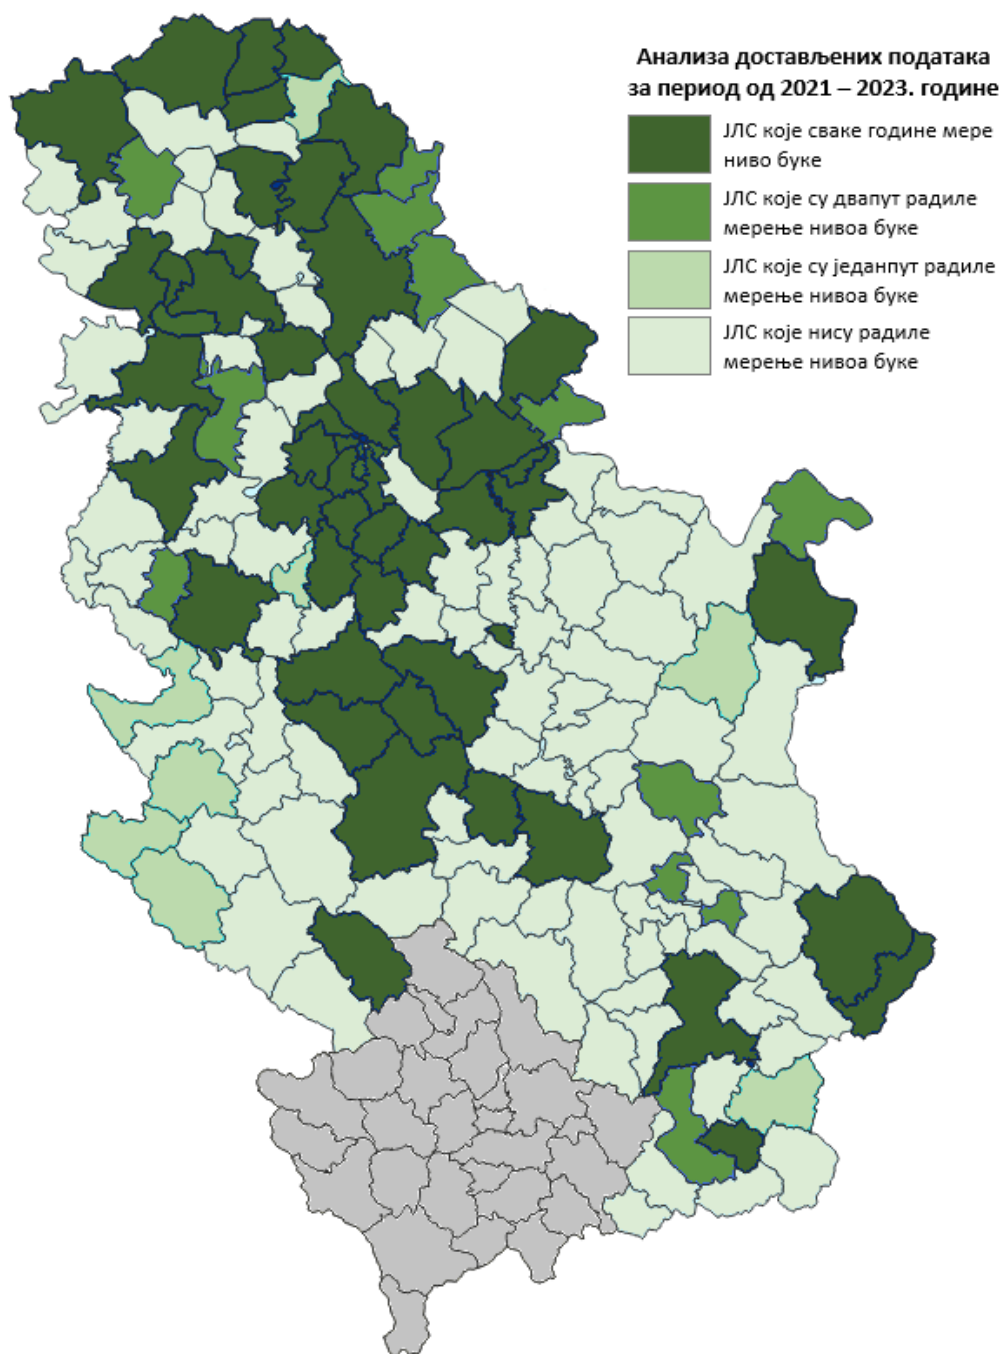 Анализа достављених података
за период од 2021 – 2023. године
ЈЛС које сваке године мере
ниво буке
ЈЛС које су двапут радиле
мерење нивоа буке
ЈЛС које су једанпут радиле
мерење нивоа буке
ЈЛС које нису радиле
мерење нивоа буке